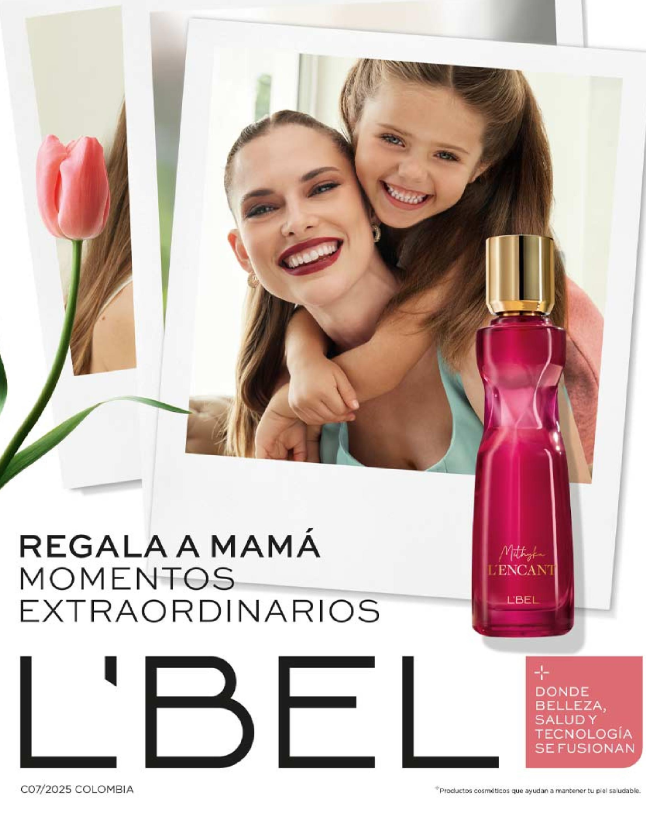 Mithyka
L'ENCANT
L'BEL
REGALA A MAMÁ
MOMENTOS
EXTRAORDINARIOS
L'BEL
DONDE
BELLEZA,
SALUD Y
TECNOLOGÍA
SE FUSIONAN
C07/2025 COLOMBIA
*Productos cosméticos que ayudan a mantener tu piel saludable.